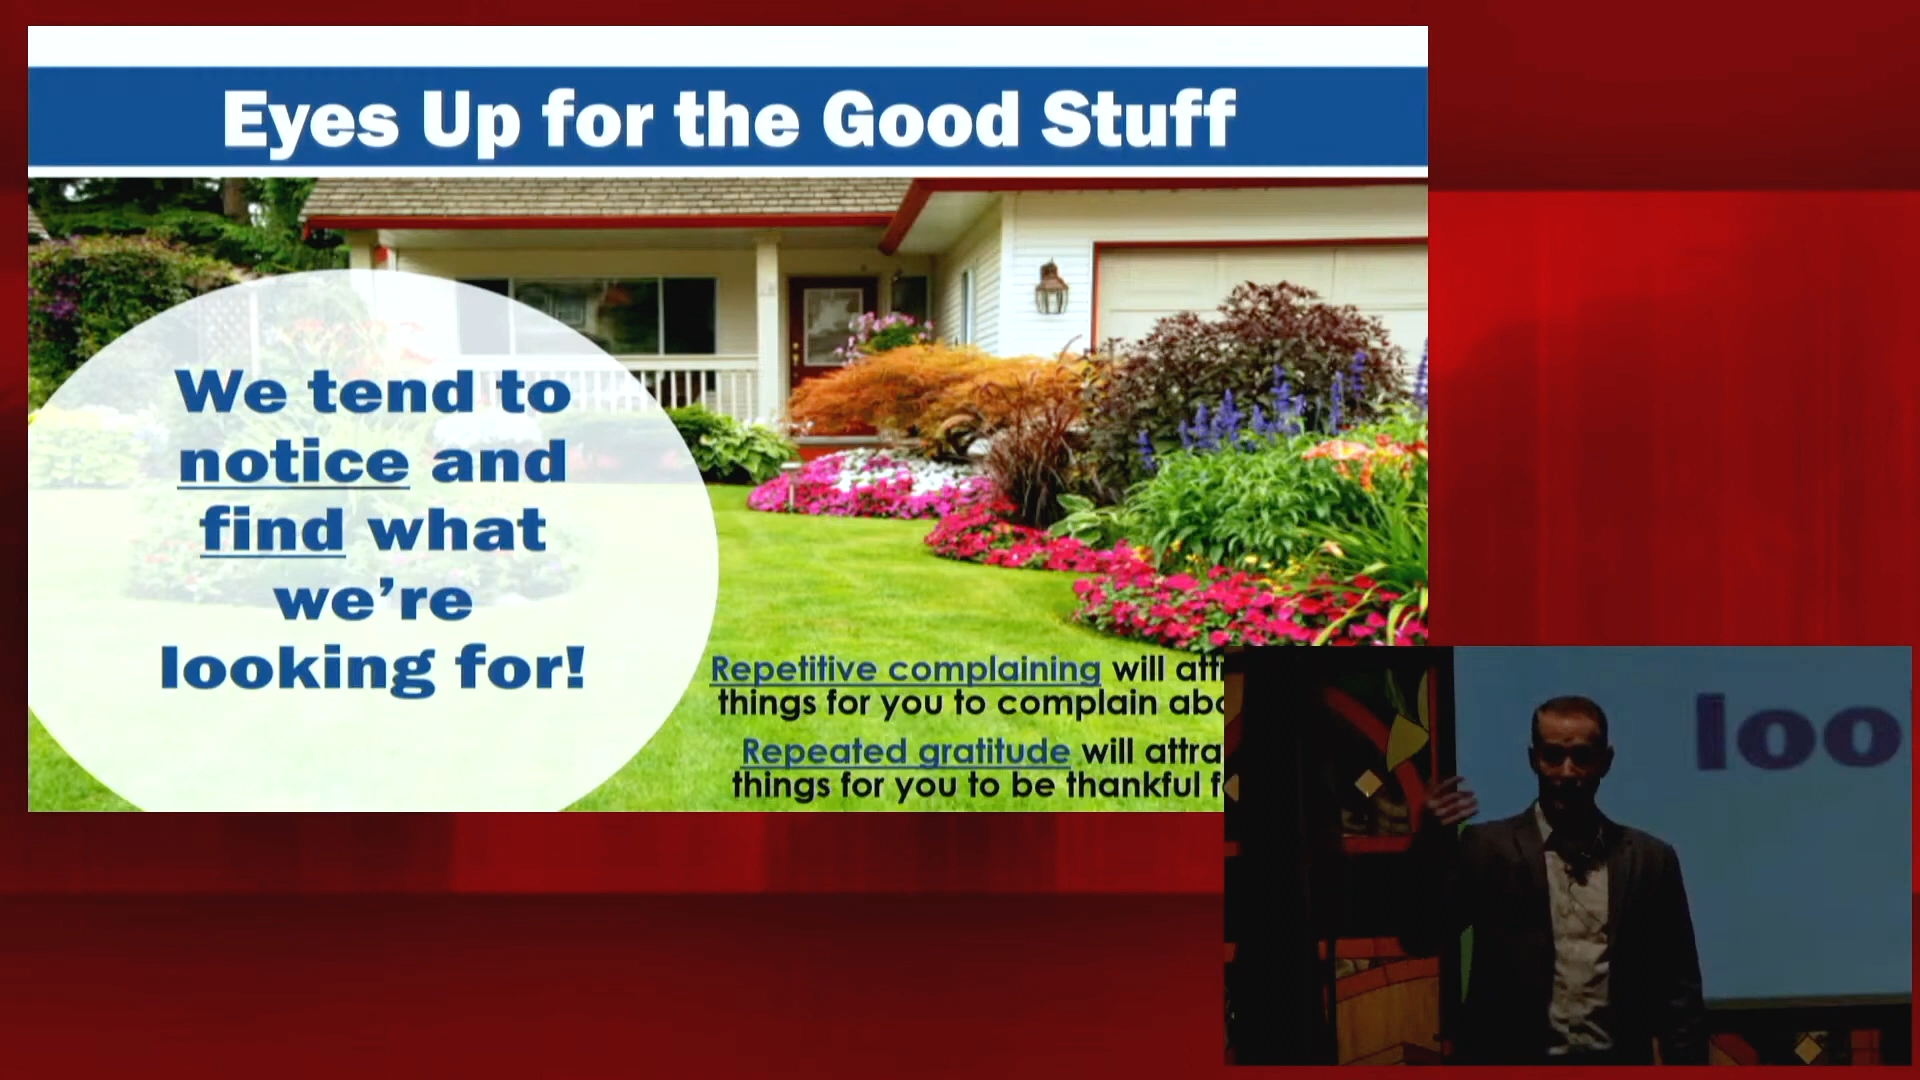 Eyes Up for the Good Stuff
We tend to
notice and
find what
we're
looking for!
Repetitive complaining will
things for you to complain
Repeated gratitude will
things for you to be thankful
loo